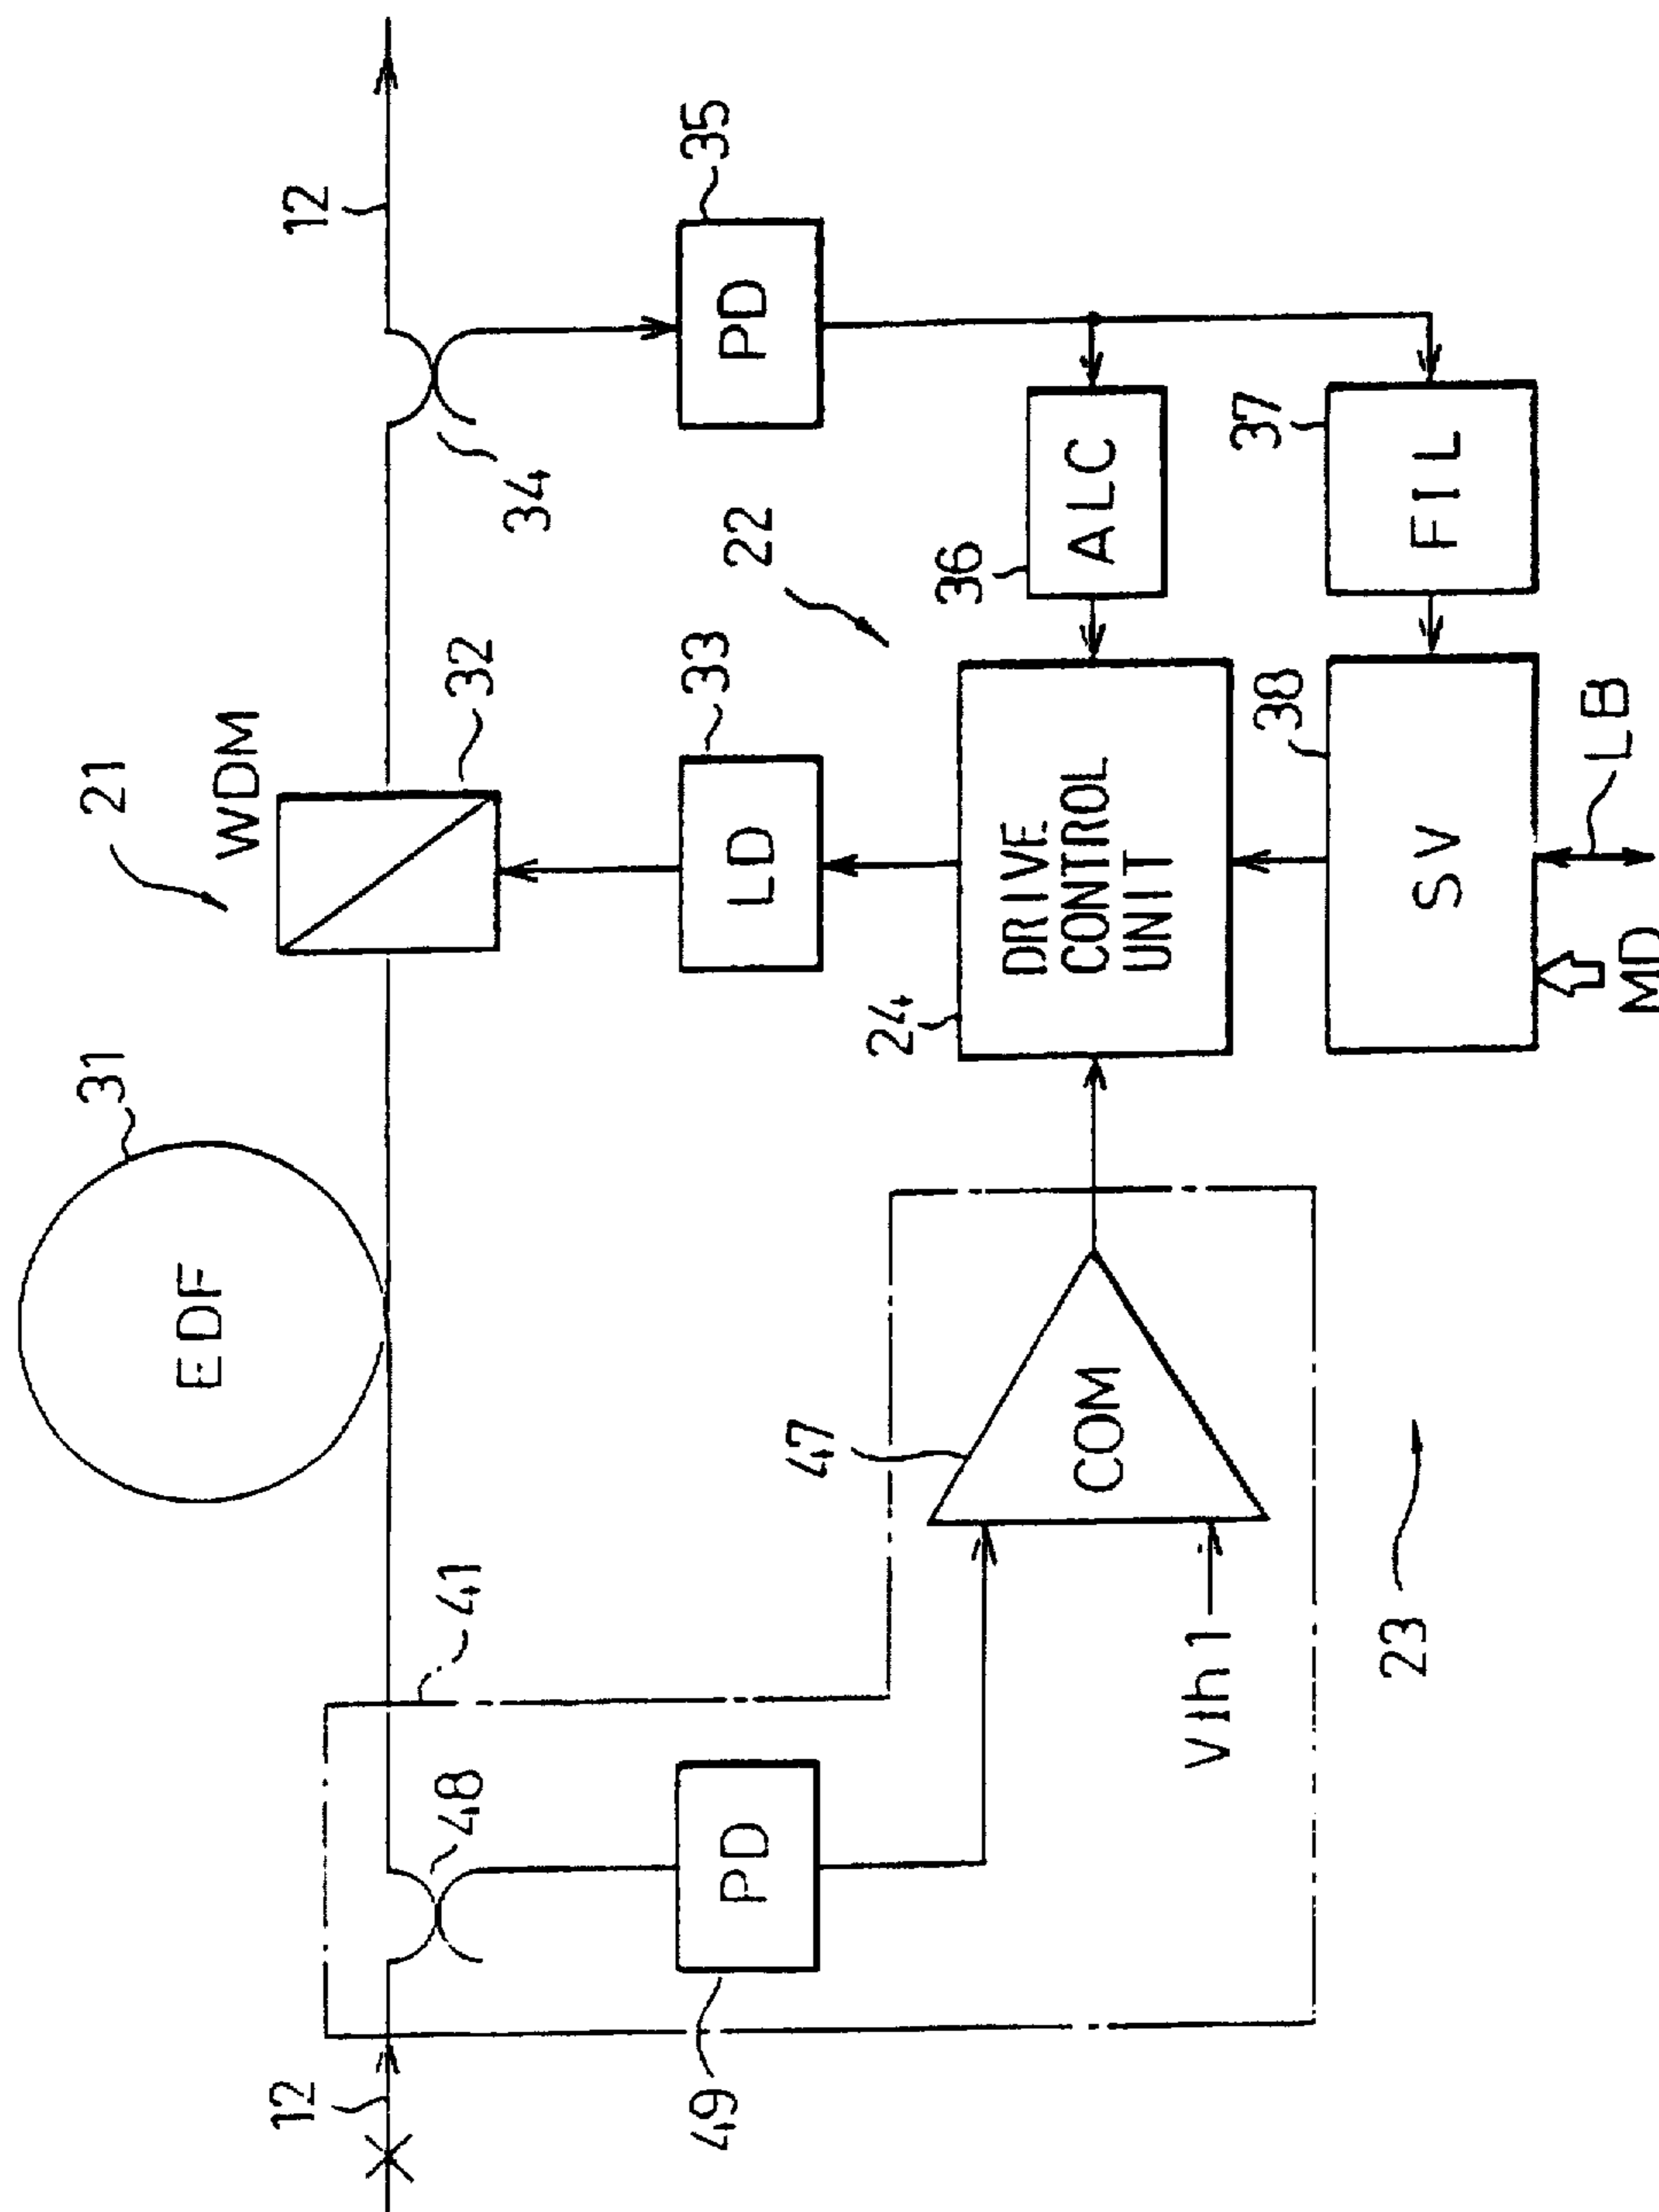 EDF
31
21
WDM
32
12
12
41
48
34
33
LD
35
PD
49
PD
22
47
COM
24
DRIVE
CONTROL
UNIT
36
ALC
Vth1
38
SV
37
FIL
23
MD
LB